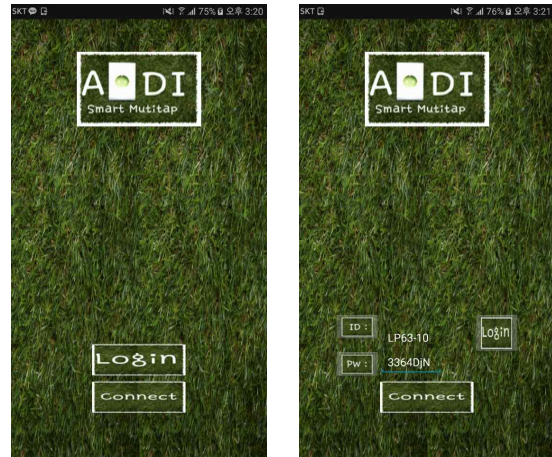 SKT 75% 오후 3:20
A DI
Smart Mutitap
Login
Connect
SKT 76% 오후 3:21
A DI
Smart Mutitap
ID :
LP63-10
Login
PW :
3364DjN
Connect